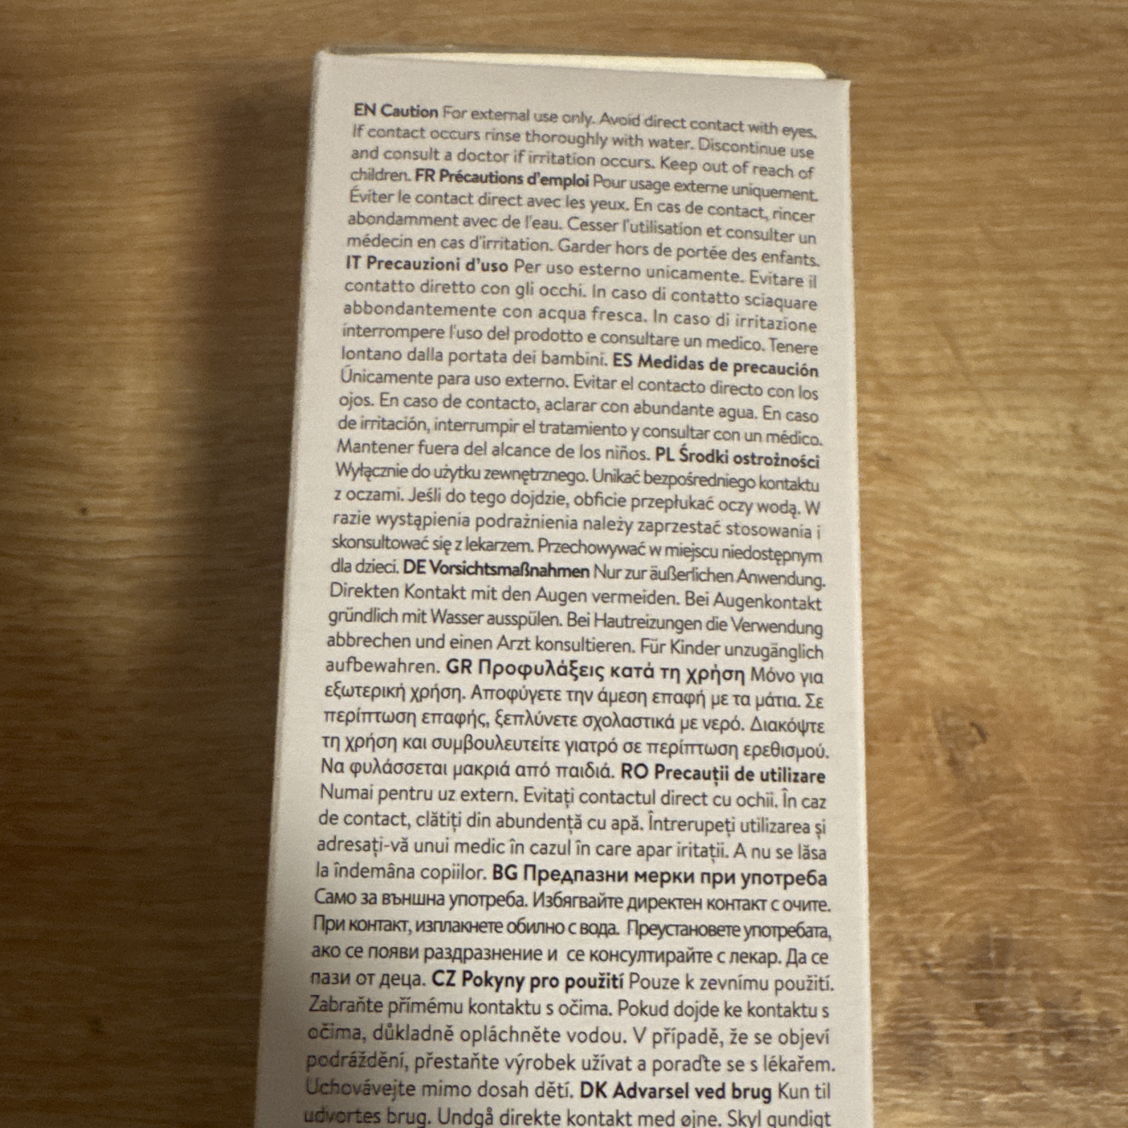 EN Caution For external use only. Avoid direct contact with eyes.
If contact occurs rinse thoroughly with water. Discontinue use
and consult a doctor if irritation occurs. Keep out of reach of
children. FR Précautions d'emploi Pour usage externe uniquement.
Éviter le contact direct avec les yeux. En cas de contact, rincer
abondamment avec de l'eau. Cesser l'utilisation et consulter un
médecin en cas d'irritation. Garder hors de portée des enfants.
IT Precauzioni d'uso Per uso esterno unicamente. Evitare il
contatto diretto con gli occhi. In caso di contatto sciaquare
abbondantemente con acqua fresca. In caso di irritazione
interrompere l'uso del prodotto e consultare un medico. Tenere
lontano dalla portata dei bambini. ES Medidas de precaución
Únicamente para uso externo. Evitar el contacto directo con los
ojos. En caso de contacto, aclarar con abundante agua. En caso
de irritación, interrumpir el tratamiento y consultar con un médico.
Mantener fuera del alcance de los niños. PL Środki ostrożności
Wyłącznie do użytku zewnętrznego. Unikać bezpośredniego kontaktu
z oczami. Jeśli do tego dojdzie, obficie przepłukać oczy wodą. W
razie wystąpienia podrażnienia należy zaprzestać stosowania i
skonsultować się z lekarzem. Przechowywać w miejscu niedostępnym
dla dzieci. DE Vorsichtsmaßnahmen Nur zur äußerlichen Anwendung.
Direkten Kontakt mit den Augen vermeiden. Bei Augenkontakt
gründlich mit Wasser ausspülen. Bei Hautreizungen die Verwendung
abbrechen und einen Arzt konsultieren. Für Kinder unzugänglich
aufbewahren. GR Προφυλάξεις κατά τη χρήση Μόνο για
εξωτερική χρήση. Αποφύγετε την άμεση επαφή με τα μάτια. Σε
περίπτωση επαφής, ξεπλύνετε σχολαστικά με νερό. Διακόψτε
τη χρήση και συμβουλευτείτε γιατρό σε περίπτωση ερεθισμού.
Να φυλάσσεται μακριά από παιδιά. RO Precauții de utilizare
Numai pentru uz extern. Evitați contactul direct cu ochii. În caz
de contact, clătiți din abundență cu apă. Întrerupeți utilizarea și
adresați-vă unui medic în cazul în care apar iritații. A nu se lăsa
la îndemâna copiilor. BG Предпазни мерки при употреба
Само за външна употреба. Избягвайте директен контакт с очите.
При контакт, изплакнете обилно с вода. Преустановете употребата,
ако се появи раздразнение и се консултирайте с лекар. Да се
пази от деца. CZ Pokyny pro použití Pouze k zevnímu použití.
Zabraňte přímému kontaktu s očima. Pokud dojde ke kontaktu s
očima, důkladně opláchněte vodou. V případě, že se objeví
podráždění, přestaňte výrobek užívat a poraďte se s lékařem.
Uchovávejte mimo dosah dětí. DK Advarsel ved brug Kun til
udvortes brug. Undgå direkte kontakt med øjne. Skyl gundigt